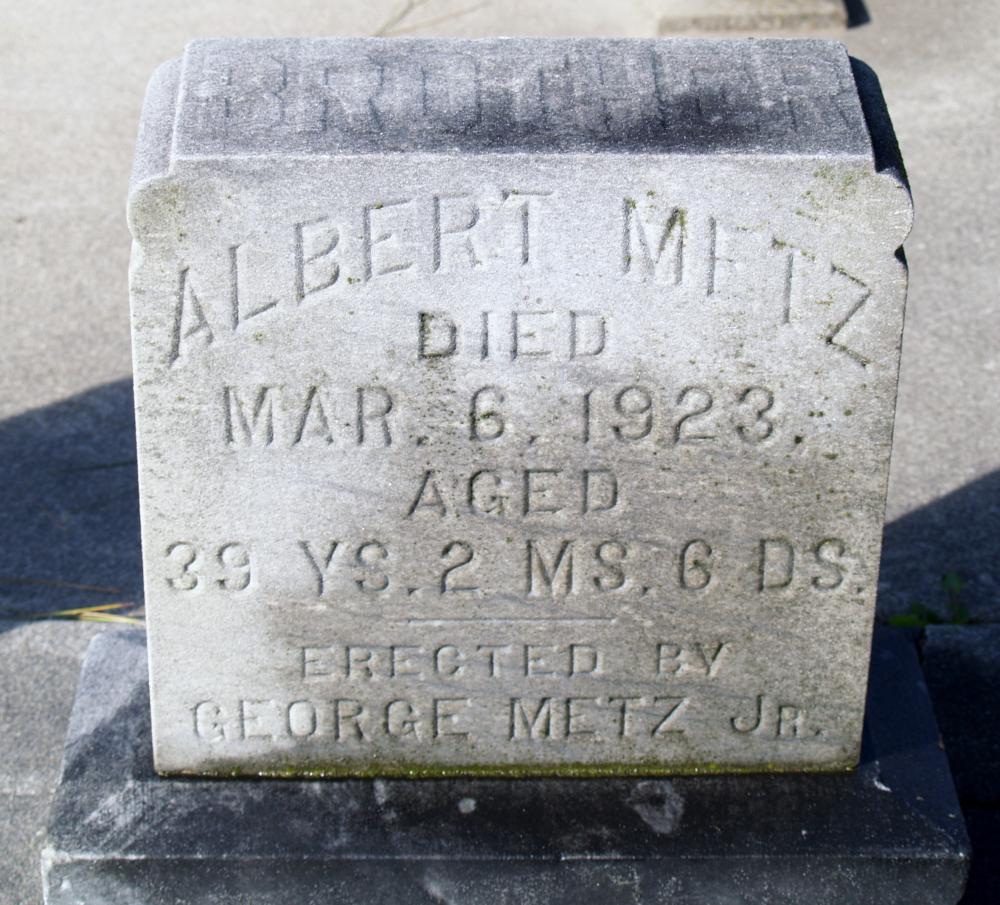 BROTHER
ALBERT METZ
DIED
MAR. 6, 1923,
AGED
39 YS. 2 MS. 6 DS.
ERECTED BY
GEORGE METZ JR.